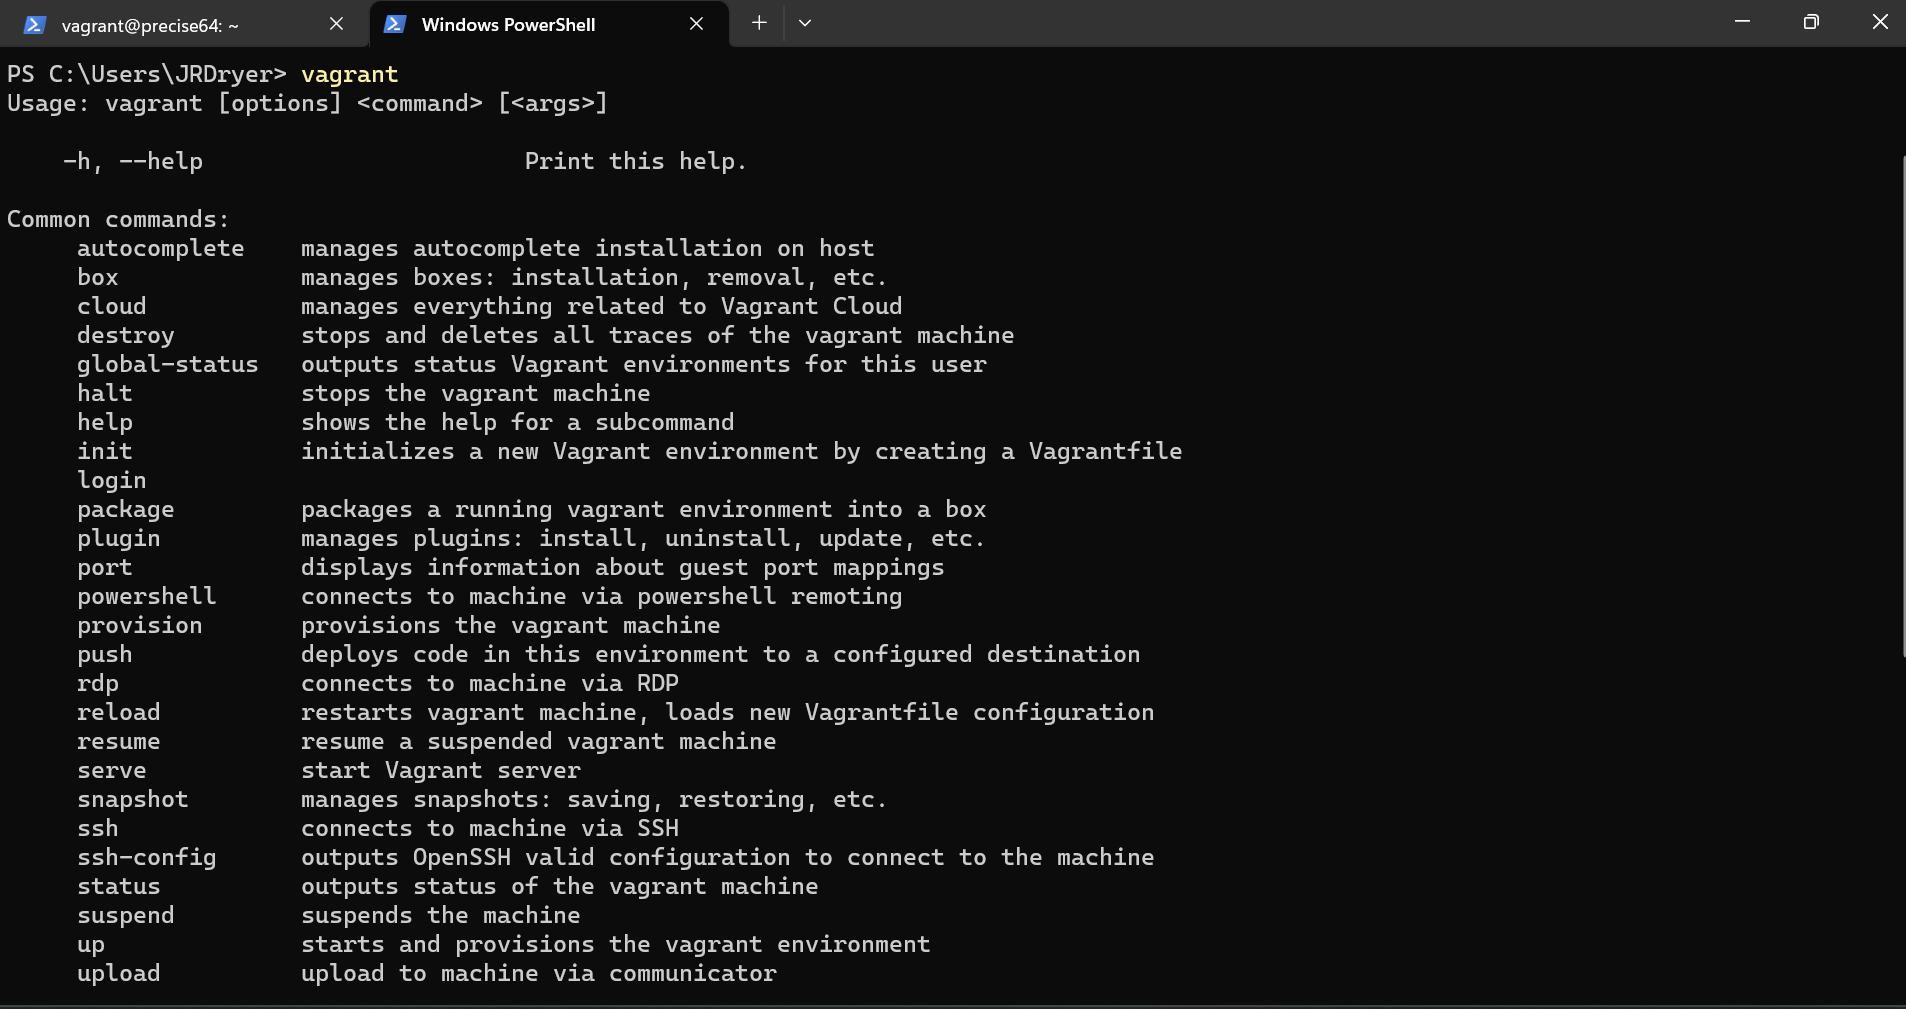 vagrant@precise64: ~
Windows PowerShell
PS C:\Users\JRDryer> vagrant
Usage: vagrant [options] <command> [<args>]
-h, --help                       Print this help.
Common commands:
autocomplete    manages autocomplete installation on host
box             manages boxes: installation, removal, etc.
cloud           manages everything related to Vagrant Cloud
destroy         stops and deletes all traces of the vagrant machine
global-status   outputs status Vagrant environments for this user
halt            stops the vagrant machine
help            shows the help for a subcommand
init            initializes a new Vagrant environment by creating a Vagrantfile
login
package         packages a running vagrant environment into a box
plugin          manages plugins: install, uninstall, update, etc.
port            displays information about guest port mappings
powershell      connects to machine via powershell remoting
provision       provisions the vagrant machine
push            deploys code in this environment to a configured destination
rdp             connects to machine via RDP
reload          restarts vagrant machine, loads new Vagrantfile configuration
resume          resume a suspended vagrant machine
serve           start Vagrant server
snapshot        manages snapshots: saving, restoring, etc.
ssh             connects to machine via SSH
ssh-config      outputs OpenSSH valid configuration to connect to the machine
status          outputs status of the vagrant machine
suspend         suspends the machine
up              starts and provisions the vagrant environment
upload          upload to machine via communicator